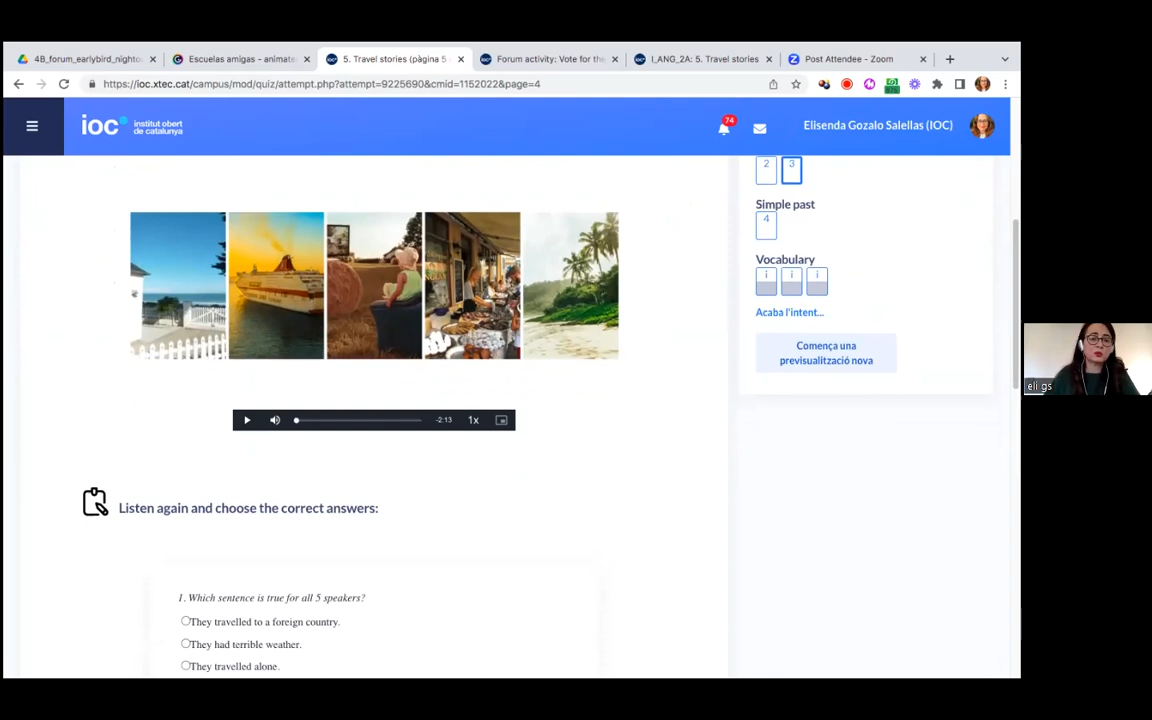 4B_forum_earlybird_nighto
Escuelas amigas - animate
5. Travel stories (pàgina 5
Forum activity: Vote for the
I_ANG_2A: 5. Travel stories
Post Attendee - Zoom
https://ioc.xtec.cat/campus/mod/quiz/attempt.php?attempt=9225690&cmid=1152022&page=4
ioc institut obert
de catalunya
74
Elisenda Gozalo Salellas (IOC)
2 3
Simple past
4
Vocabulary
i i i
Acaba l'intent...
Comença una
previsualització nova
-2:13 1x
eli gs
Listen again and choose the correct answers:
1. Which sentence is true for all 5 speakers?
They travelled to a foreign country.
They had terrible weather.
They travelled alone.